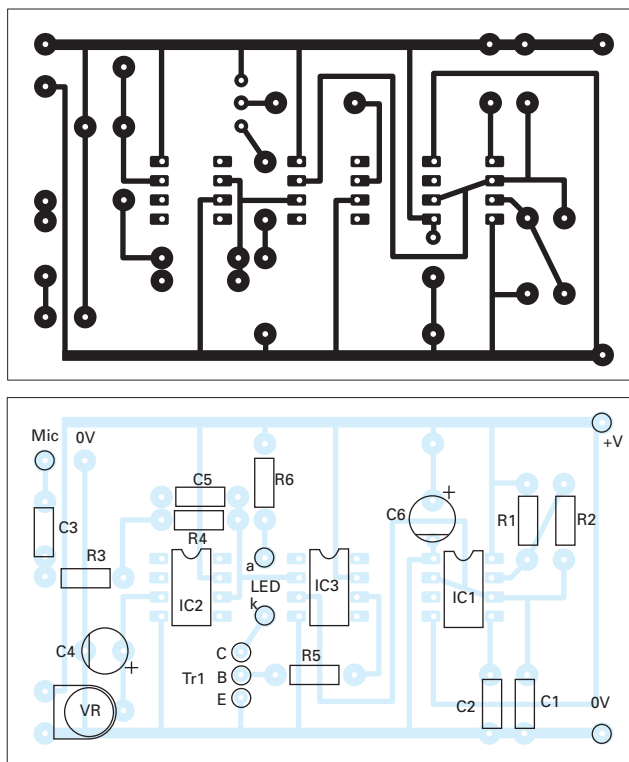 Mic 0V +V
C5 R6
C3 C6 R1 R2
R4
R3
a
LED
IC2 IC3 IC1
k
C4 C
Tr1 B R5
E
VR C2 C1 0V